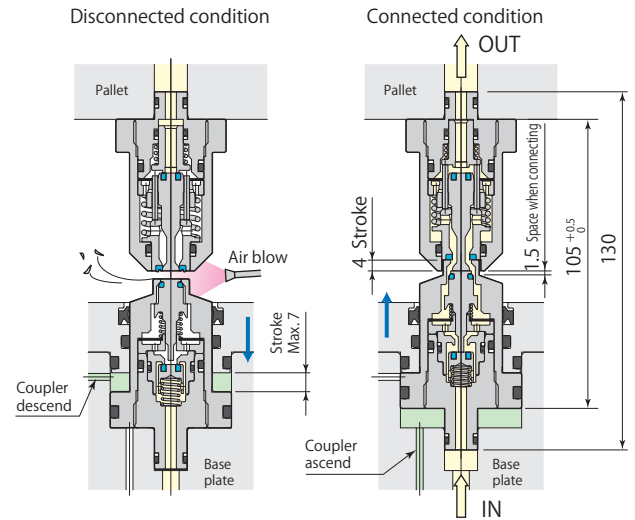 Disconnected condition
Connected condition
OUT
Pallet
Pallet
Air blow
4 Stroke
1.5 Space when connecting
105 +0.5 0
130
Stroke
Max. 7
Coupler
descend
Coupler
ascend
Base
plate
Base
plate
IN